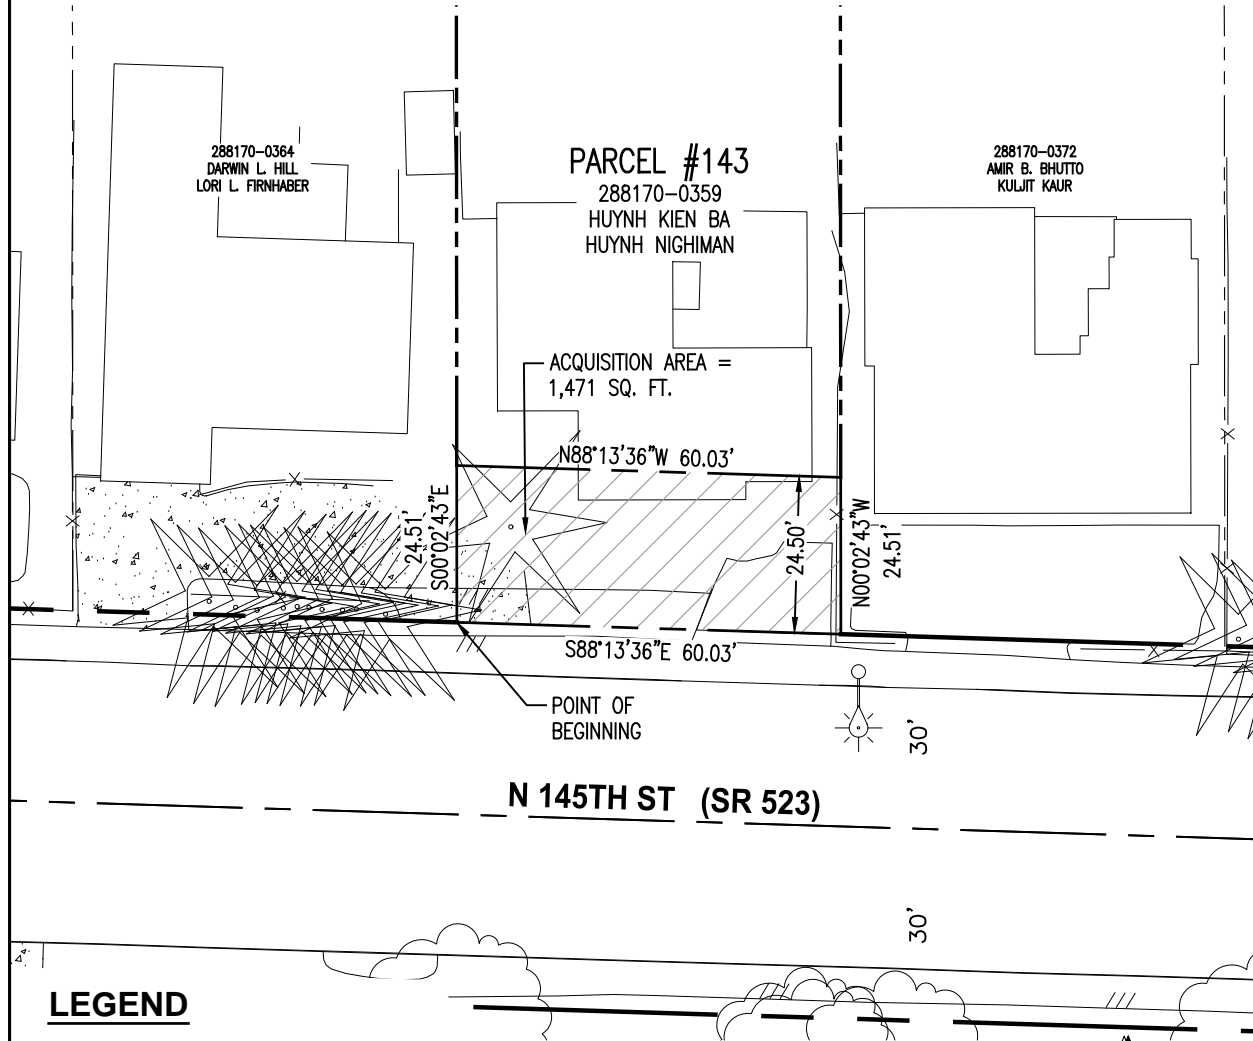 288170-0364
DARWIN L. HILL
LORI L. FIRNHABER
PARCEL #143
288170-0359
HUYNH KIEN BA
HUYNH NIGHIMAN
288170-0372
AMIR B. BHUTTO
KULJIT KAUR
ACQUISITION AREA =
1,471 SQ. FT.
N88°13'36"W 60.03'
24.51'
S00°02'43"E
24.50'
N00°02'43"W
24.51'
S88°13'36"E 60.03'
POINT OF
BEGINNING
30'
N 145TH ST (SR 523)
30'
LEGEND